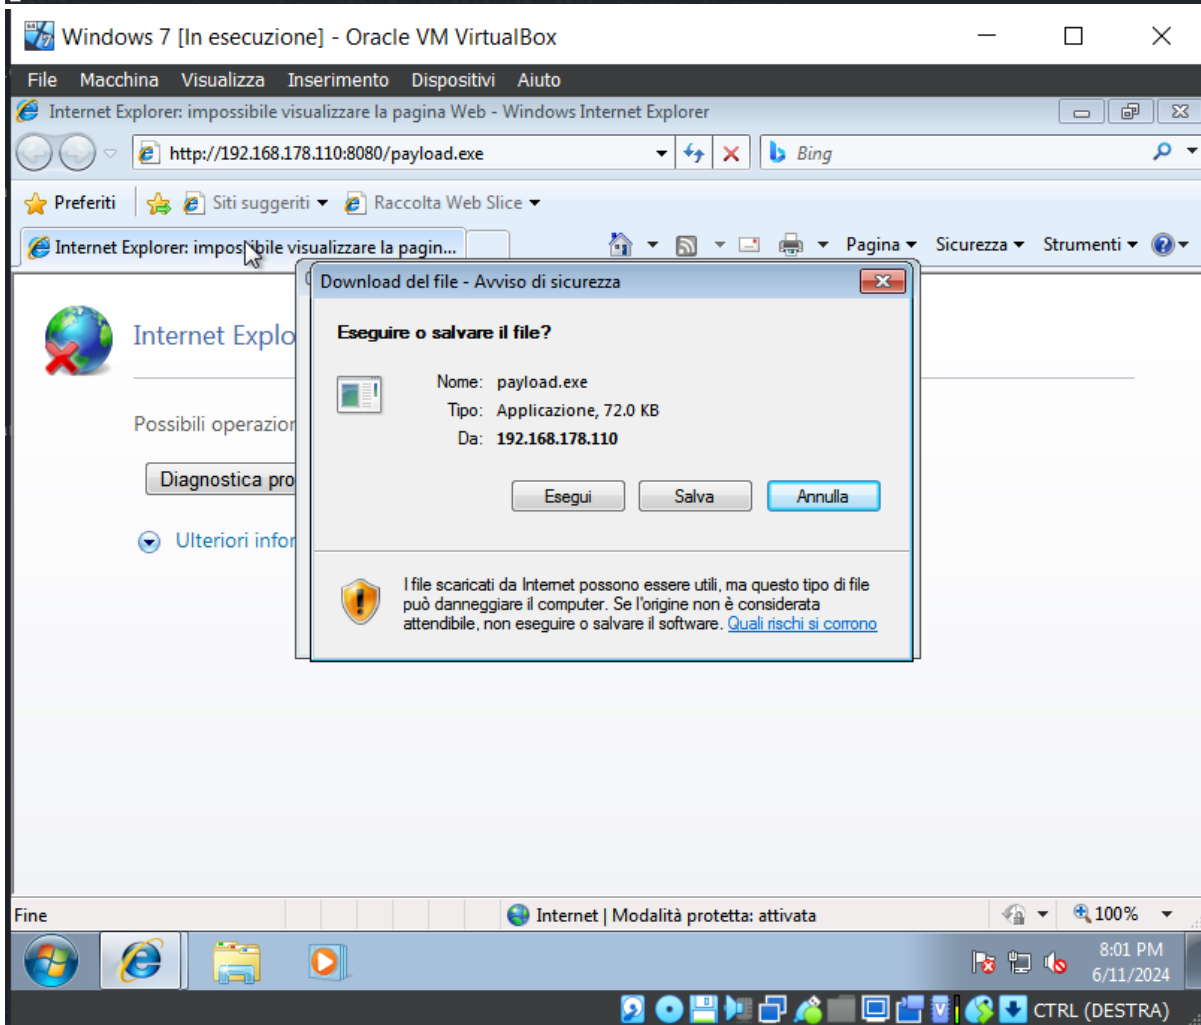 Windows 7 [In esecuzione] - Oracle VM VirtualBox
File Macchina Visualizza Inserimento Dispositivi Aiuto
Internet Explorer: impossibile visualizzare la pagina Web - Windows Internet Explorer
http://192.168.178.110:8080/payload.exe
Bing
Preferiti
Siti suggeriti
Raccolta Web Slice
Internet Explorer: impossibile visualizzare la pagin...
Pagina
Sicurezza
Strumenti
Download del file - Avviso di sicurezza
Internet Explo
Eseguire o salvare il file?
Nome: payload.exe
Tipo: Applicazione, 72.0 KB
Da: 192.168.178.110
Possibili operazior
Diagnostica pro
Esegui
Salva
Annulla
Ulteriori infor
I file scaricati da Internet possono essere utili, ma questo tipo di file
può danneggiare il computer. Se l'origine non è considerata
attendibile, non eseguire o salvare il software. Quali rischi si corrono
Fine
Internet | Modalità protetta: attivata
100%
8:01 PM
6/11/2024
CTRL (DESTRA)